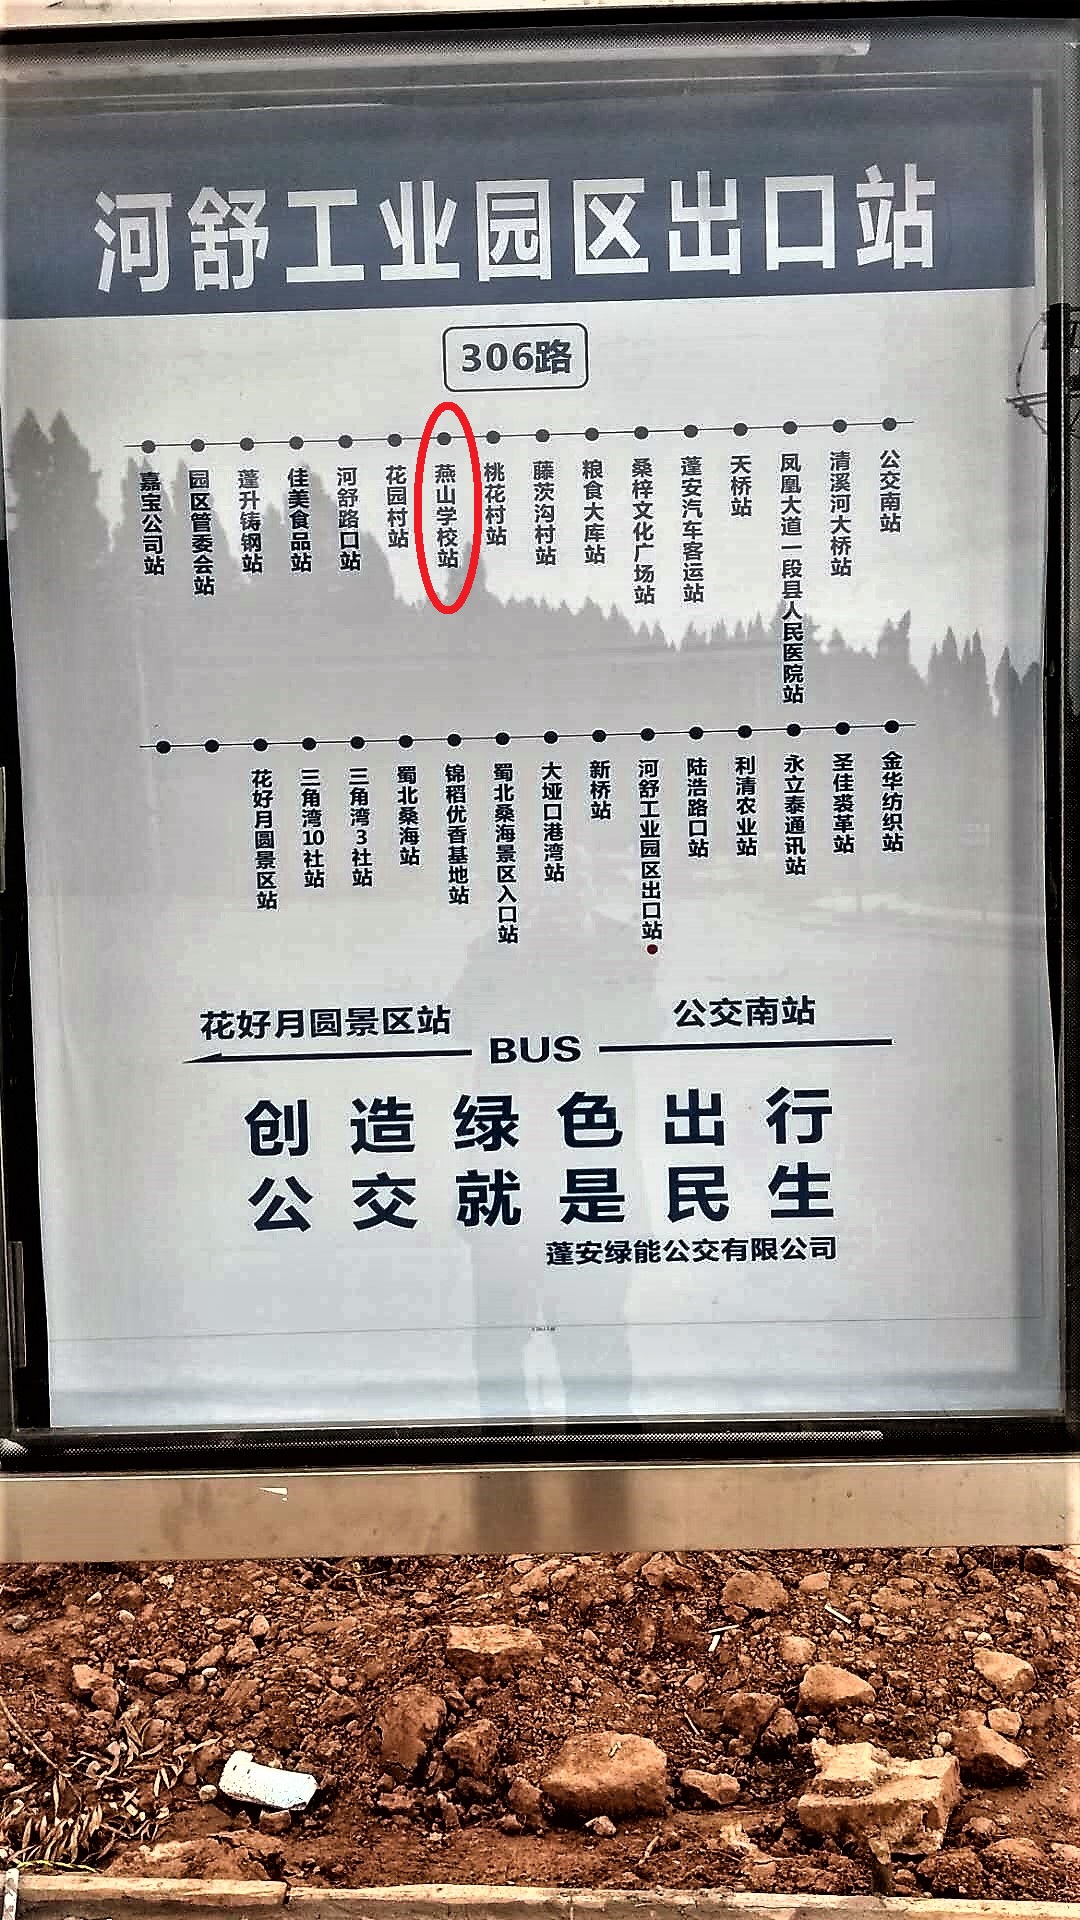 河舒工业园区出口站
306路
嘉宝公司站
园区管委会站
蓬升铸钢站
佳美食品站
河舒路口站
花园村站
燕山学校站
桃花村站
藤茨沟村站
粮食大库站
桑梓文化广场站
蓬安汽车客运站
天桥站
凤凰大道一段县人民医院站
清溪河大桥站
公交南站
花好月圆景区站
三角湾10社站
三角湾3社站
蜀北桑海站
锦稻优香基地站
蜀北桑海景区入口站
大垭口港湾站
新桥站
河舒工业园区出口站
陆浩路口站
利清农业站
永立泰通讯站
圣佳裘革站
金华纺织站
花好月圆景区站 BUS 公交南站
创造绿色出行
公交就是民生
蓬安绿能公交有限公司